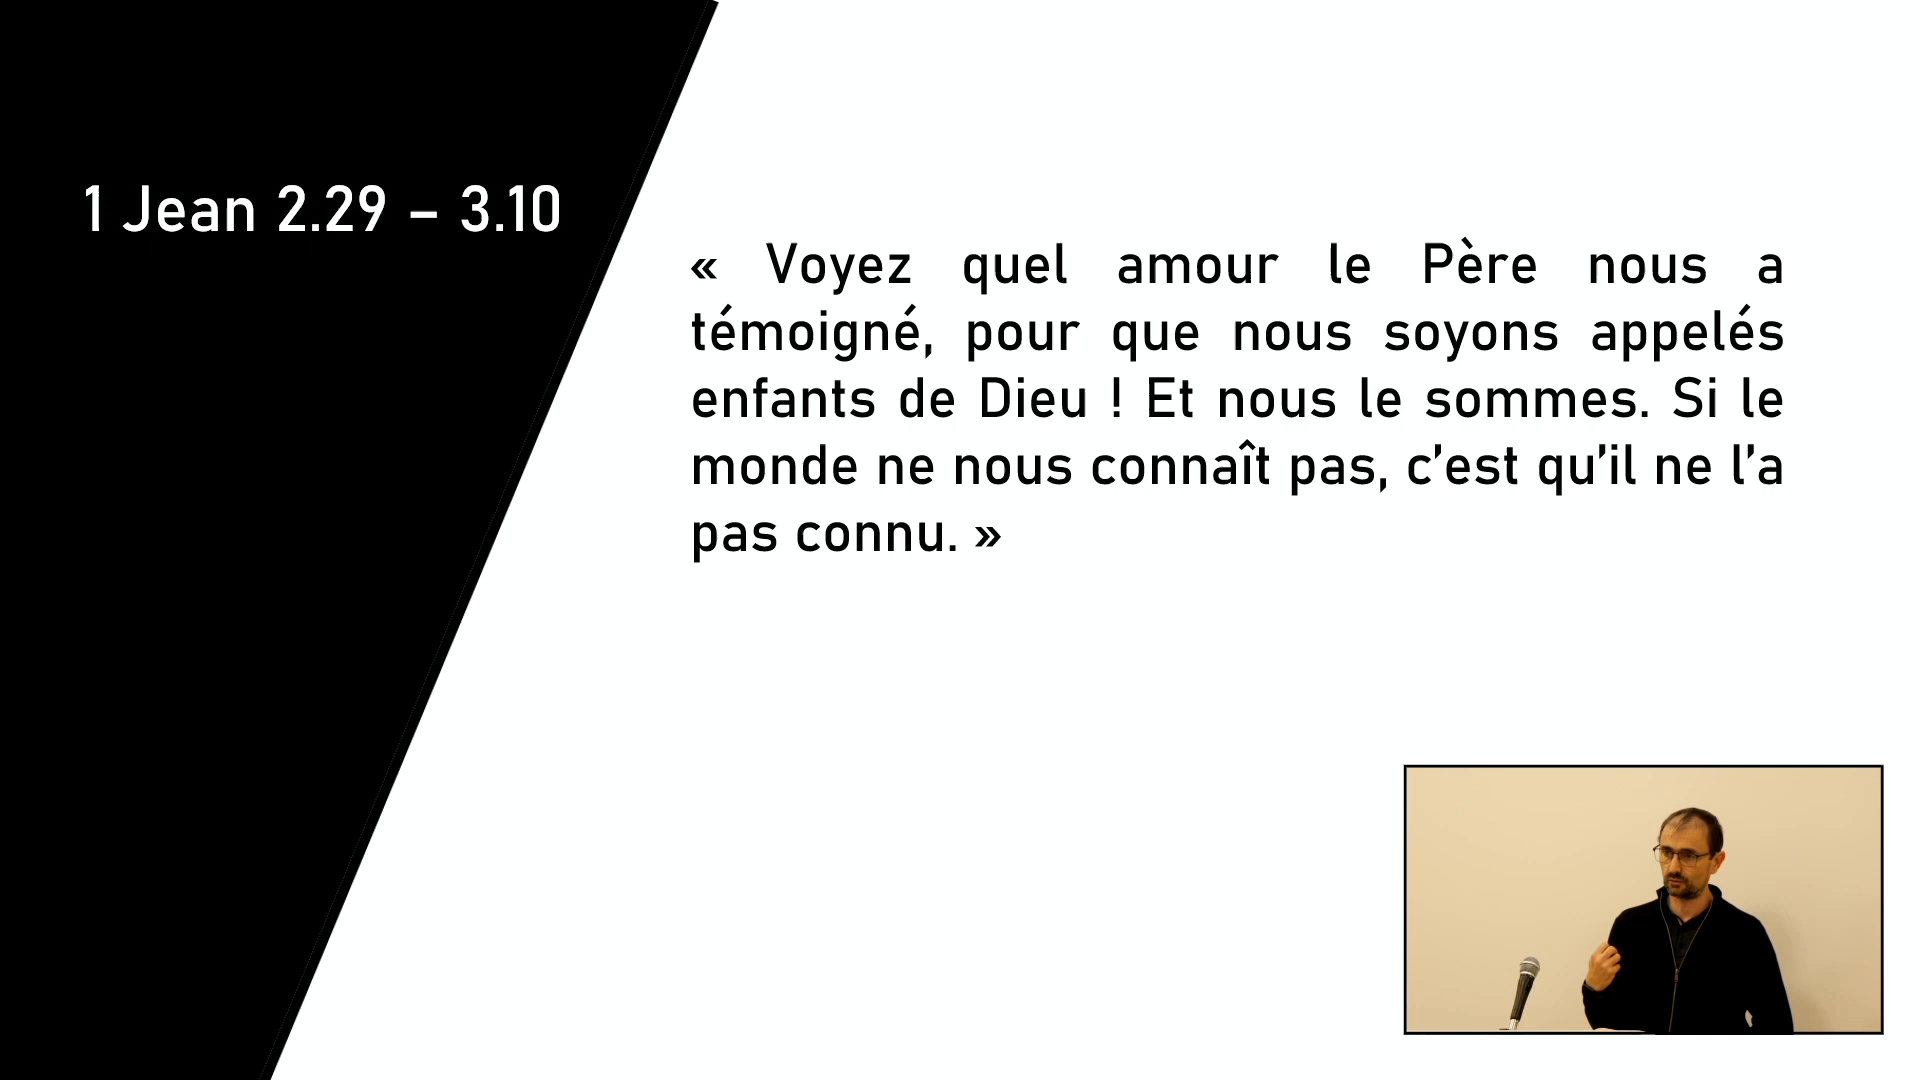 1 Jean 2.29 – 3.10
« Voyez quel amour le Père nous a
témoigné, pour que nous soyons appelés
enfants de Dieu ! Et nous le sommes. Si le
monde ne nous connaît pas, c’est qu’il ne l’a
pas connu. »